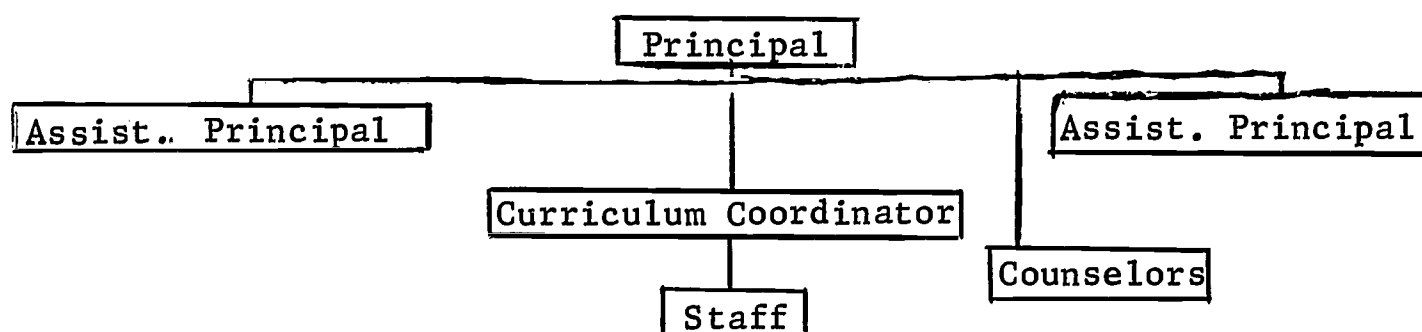 Principal
Assist.. Principal
Assist. Principal
Curriculum Coordinator
Counselors
Staff